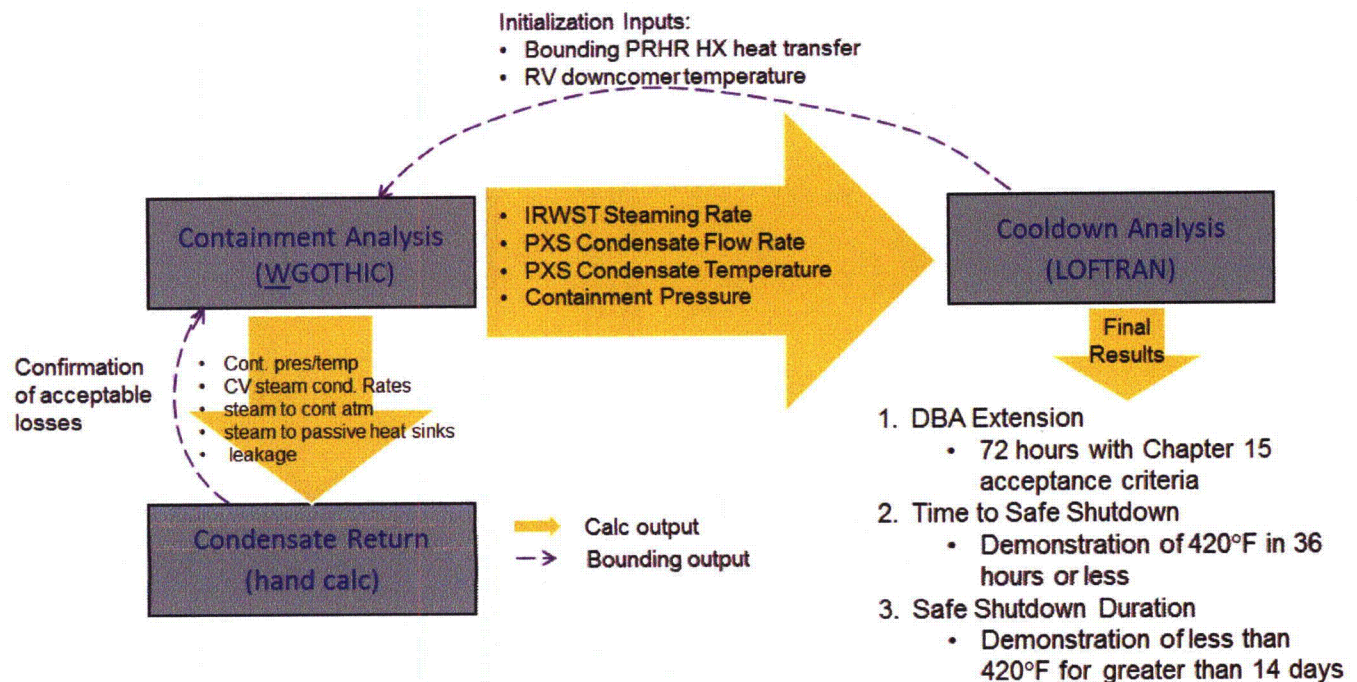 Initialization Inputs:
• Bounding PRHR HX heat transfer
• RV downcomer temperature
Containment Analysis
(WGOTHIC)
• IRWST Steaming Rate
• PXS Condensate Flow Rate
• PXS Condensate Temperature
• Containment Pressure
Cooldown Analysis
(LOFTRAN)
Confirmation
of acceptable
losses
• Cont. pres/temp
• CV steam cond. Rates
• steam to cont atm
• steam to passive heat sinks
• leakage
Final
Results
Condensate Return
(hand calc)
Calc output
Bounding output
1. DBA Extension
• 72 hours with Chapter 15
acceptance criteria
2. Time to Safe Shutdown
• Demonstration of 420°F in 36
hours or less
3. Safe Shutdown Duration
• Demonstration of less than
420°F for greater than 14 days